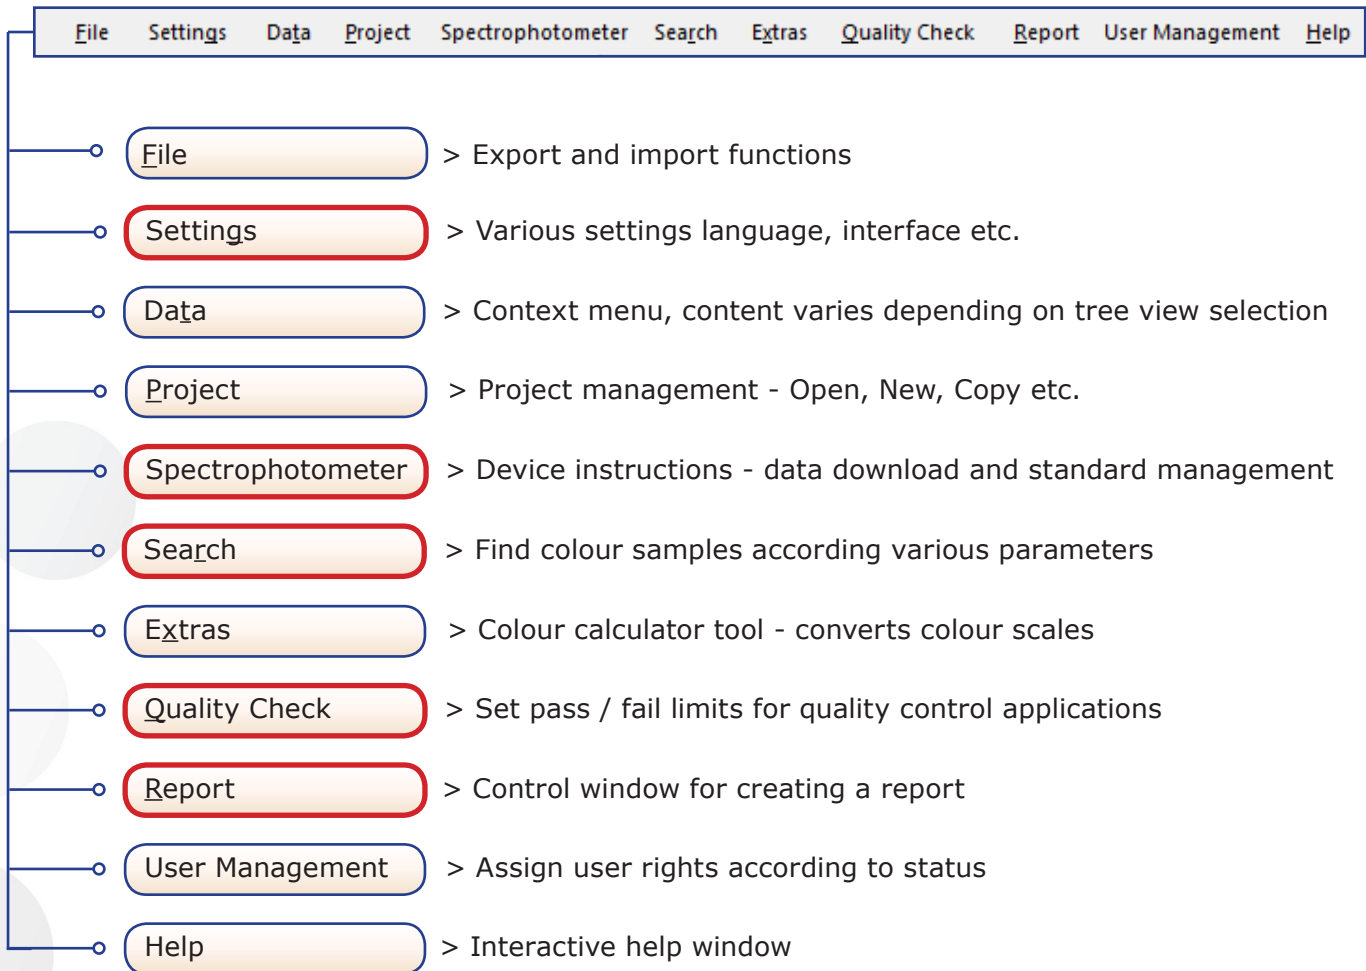 File Settings Data Project Spectrophotometer Search Extras Quality Check Report User Management Help
File > Export and import functions
Settings > Various settings language, interface etc.
Data > Context menu, content varies depending on tree view selection
Project > Project management - Open, New, Copy etc.
Spectrophotometer > Device instructions - data download and standard management
Search > Find colour samples according various parameters
Extras > Colour calculator tool - converts colour scales
Quality Check > Set pass / fail limits for quality control applications
Report > Control window for creating a report
User Management > Assign user rights according to status
Help > Interactive help window